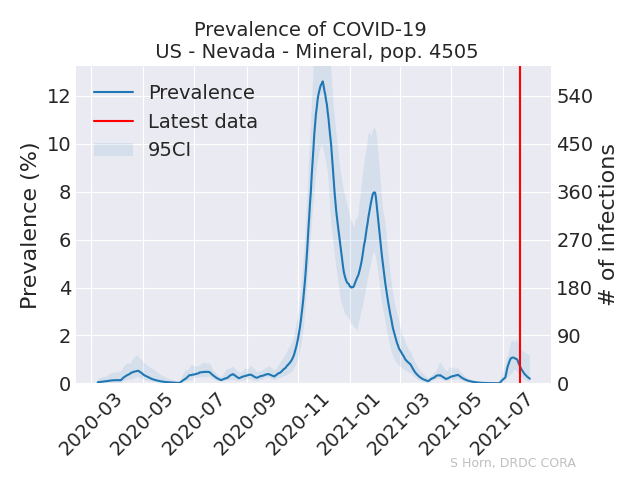 Prevalence of COVID-19
US - Nevada - Mineral, pop. 4505
Prevalence
Latest data
95CI
Prevalence (%)
12
10
8
6
4
2
0
# of infections
540
450
360
270
180
90
0
2020-03
2020-05
2020-07
2020-09
2020-11
2021-01
2021-03
2021-05
2021-07
S Horn, DRDC CORA